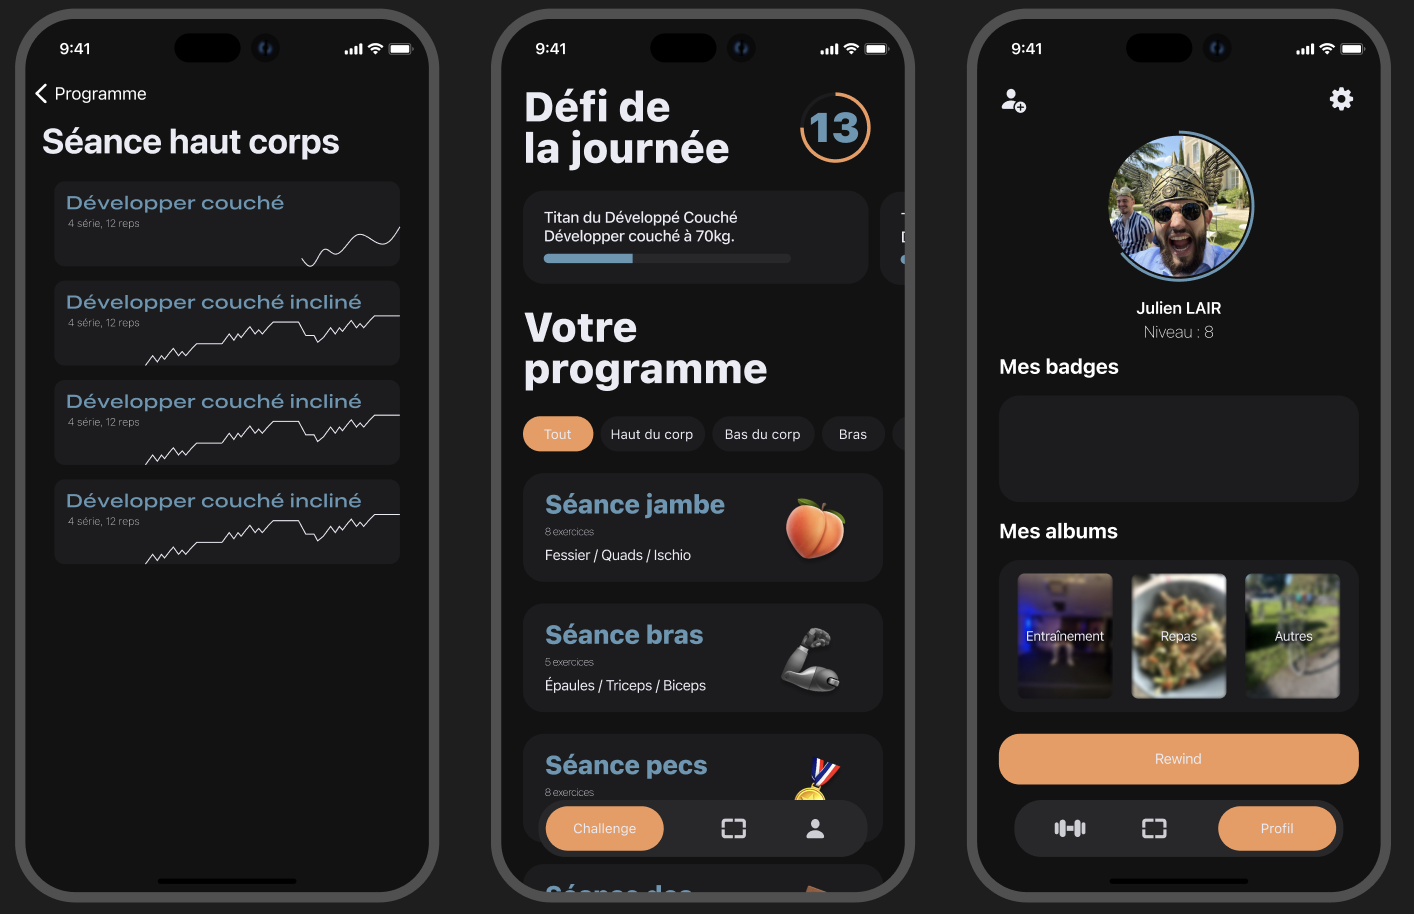 9:41
Programme
Séance haut corps
Développer couché
4 série, 12 reps
Développer couché incliné
4 série, 12 reps
Développer couché incliné
4 série, 12 reps
Développer couché incliné
4 série, 12 reps
9:41
Défi de
la journée
13
Titan du Développé Couché
Développer couché à 70kg.
Votre
programme
Tout
Haut du corp
Bas du corp
Bras
Séance jambe
8 exercices
Fessier / Quads / Ischio
Séance bras
5 exercices
Épaules / Triceps / Biceps
Séance pecs
8 exercices
Challenge
Séance dos
9:41
Julien LAIR
Niveau : 8
Mes badges
Mes albums
Entraînement
Repas
Autres
Rewind
Profil